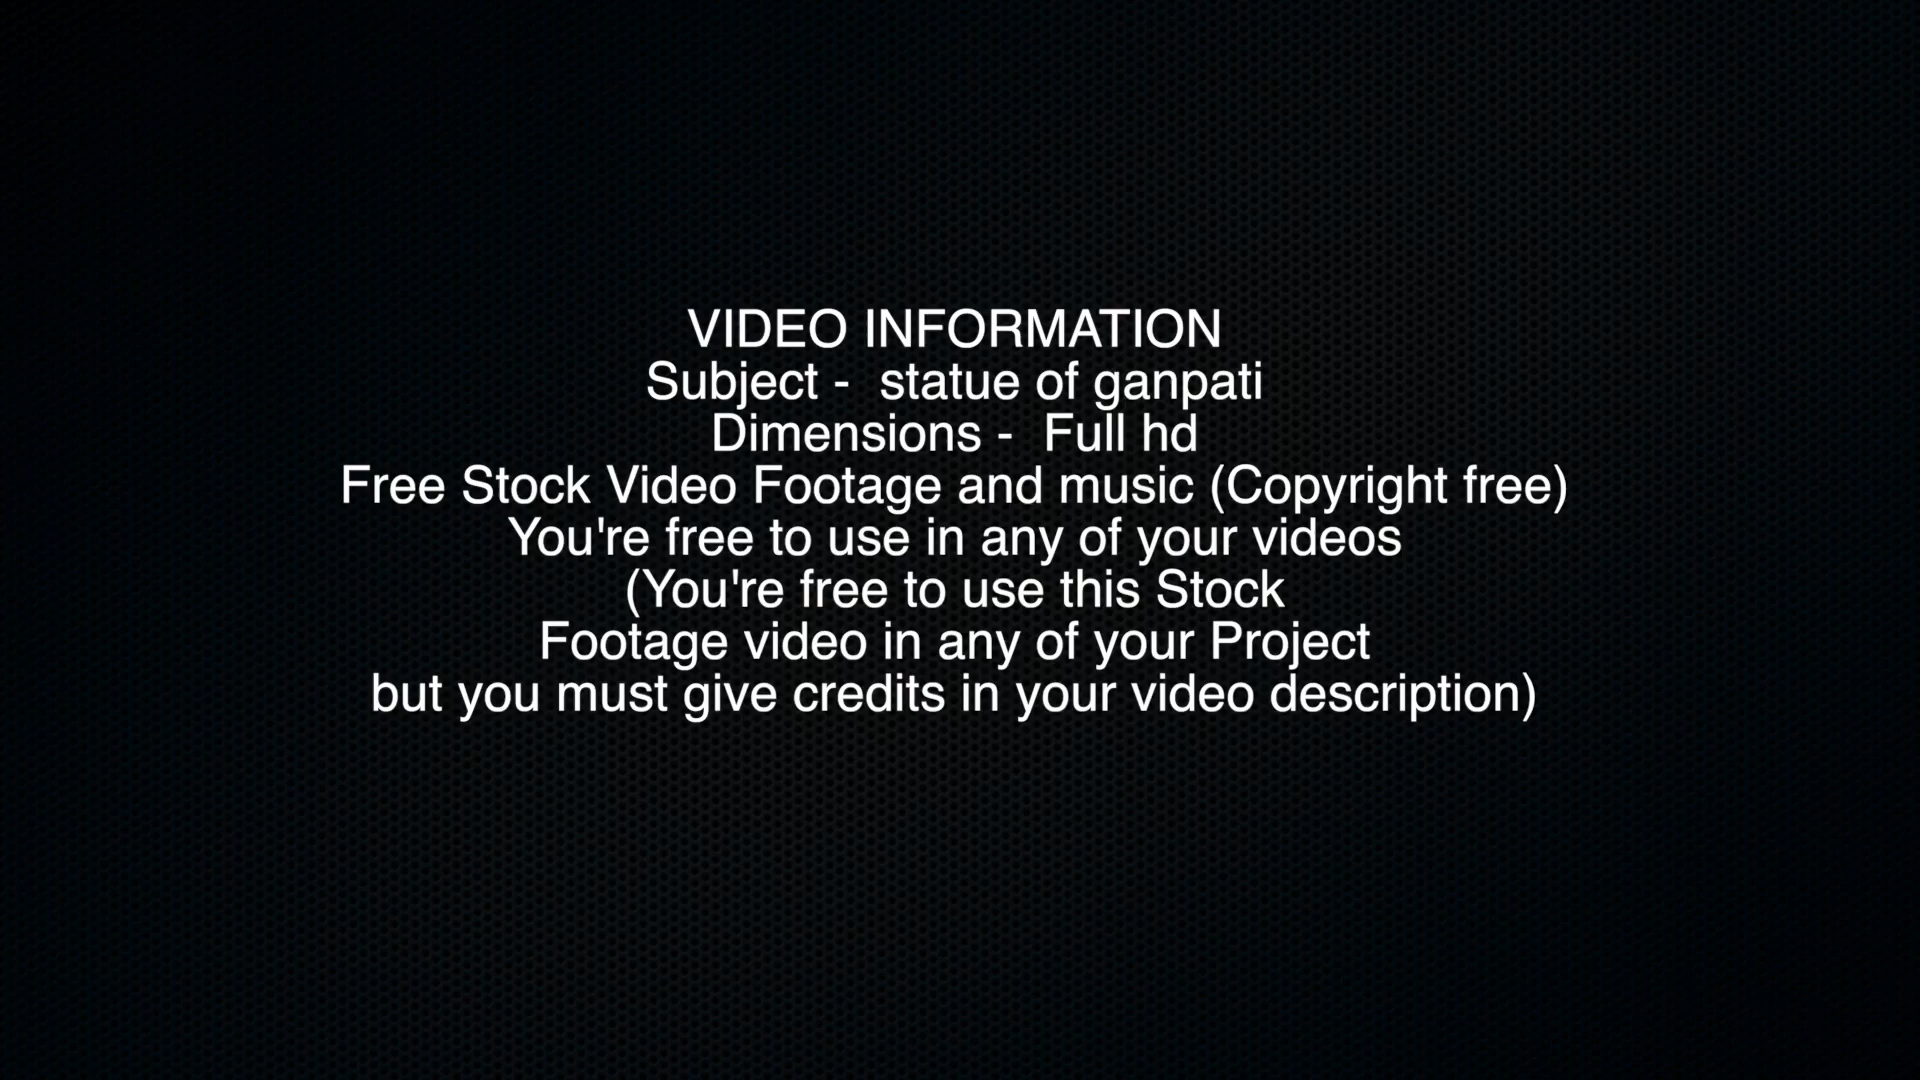 VIDEO INFORMATION
Subject -  statue of ganpati
Dimensions -  Full hd
Free Stock Video Footage and music (Copyright free)
You're free to use in any of your videos
(You're free to use this Stock
Footage video in any of your Project
but you must give credits in your video description)